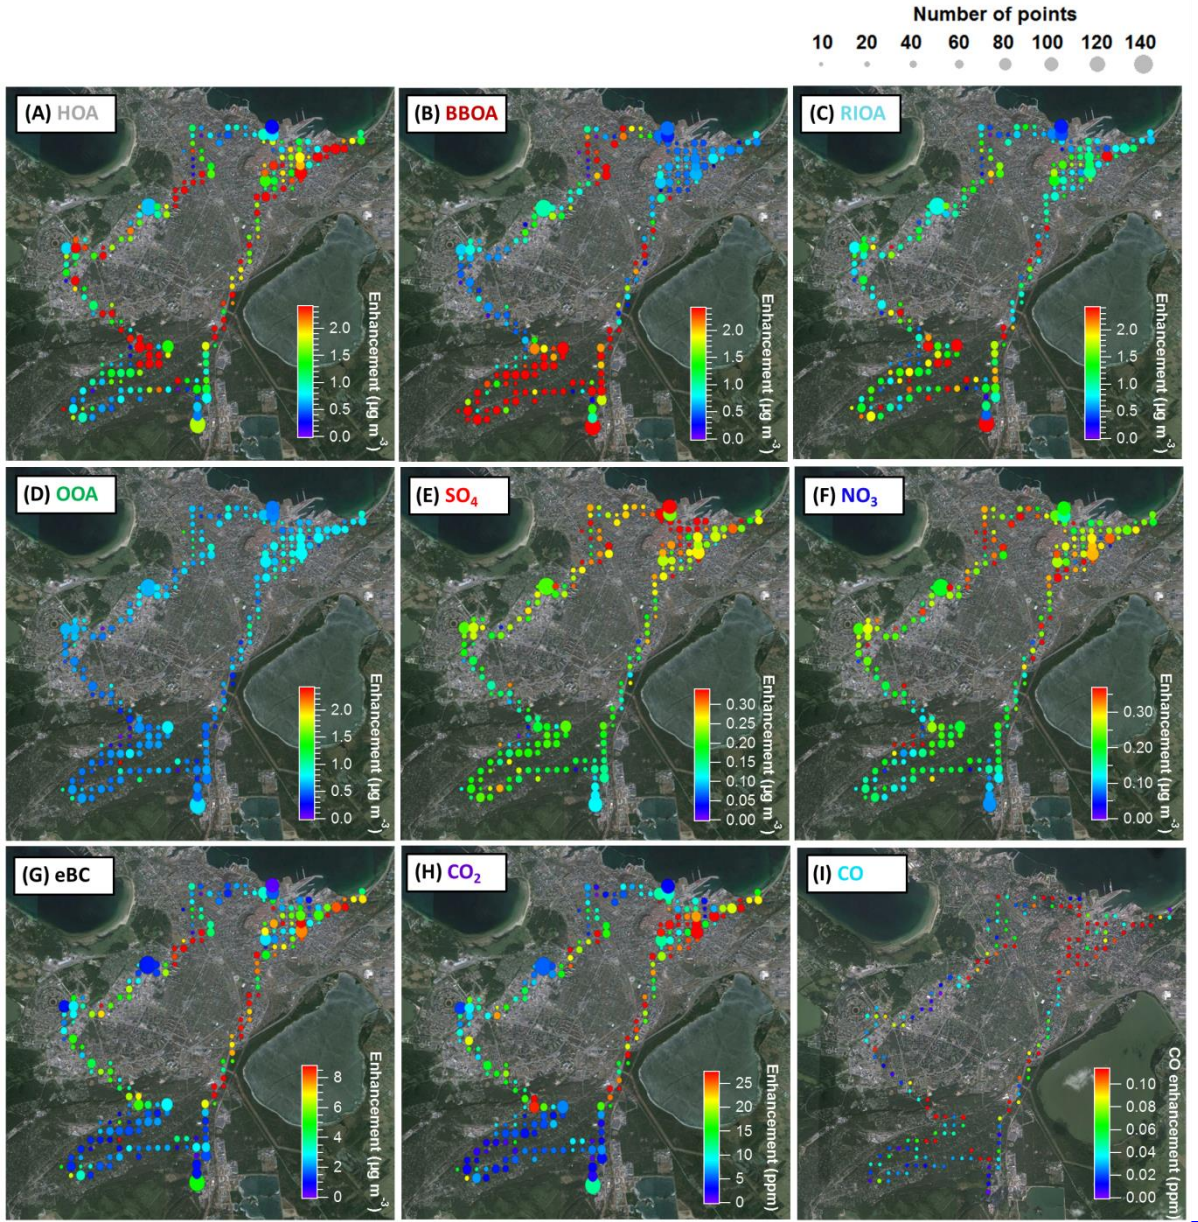 Number of points
10 20 40 60 80 100 120 140
(A) HOA
2.0
1.5
1.0
0.5
0.0
Enhancement (µg m-3)
(B) BBOA
2.0
1.5
1.0
0.5
0.0
Enhancement (µg m-3)
(C) RIOA
2.0
1.5
1.0
0.5
0.0
Enhancement (µg m-3)
(D) OOA
2.0
1.5
1.0
0.5
0.0
Enhancement (µg m-3)
(E) SO4
0.30
0.25
0.20
0.15
0.10
0.05
0.00
Enhancement (µg m-3)
(F) NO3
0.30
0.20
0.10
0.00
Enhancement (µg m-3)
(G) eBC
8
6
4
2
0
Enhancement (µg m-3)
(H) CO2
25
20
15
10
5
0
Enhancement (ppm)
(I) CO
0.10
0.08
0.06
0.04
0.02
0.00
CO enhancement (ppm)